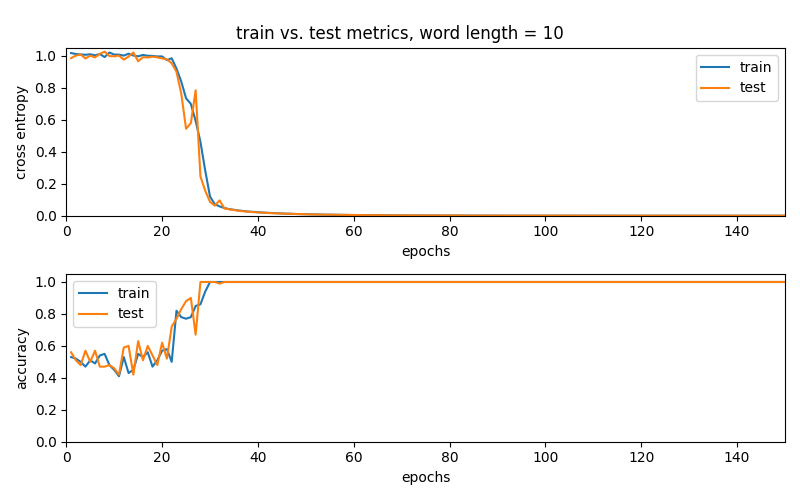 train vs. test metrics, word length = 10
1.0
0.8
0.6
0.4
0.2
0.0
cross entropy
train
test
0 20 40 60 80 100 120 140
epochs
1.0
0.8
0.6
0.4
0.2
0.0
accuracy
train
test
0 20 40 60 80 100 120 140
epochs